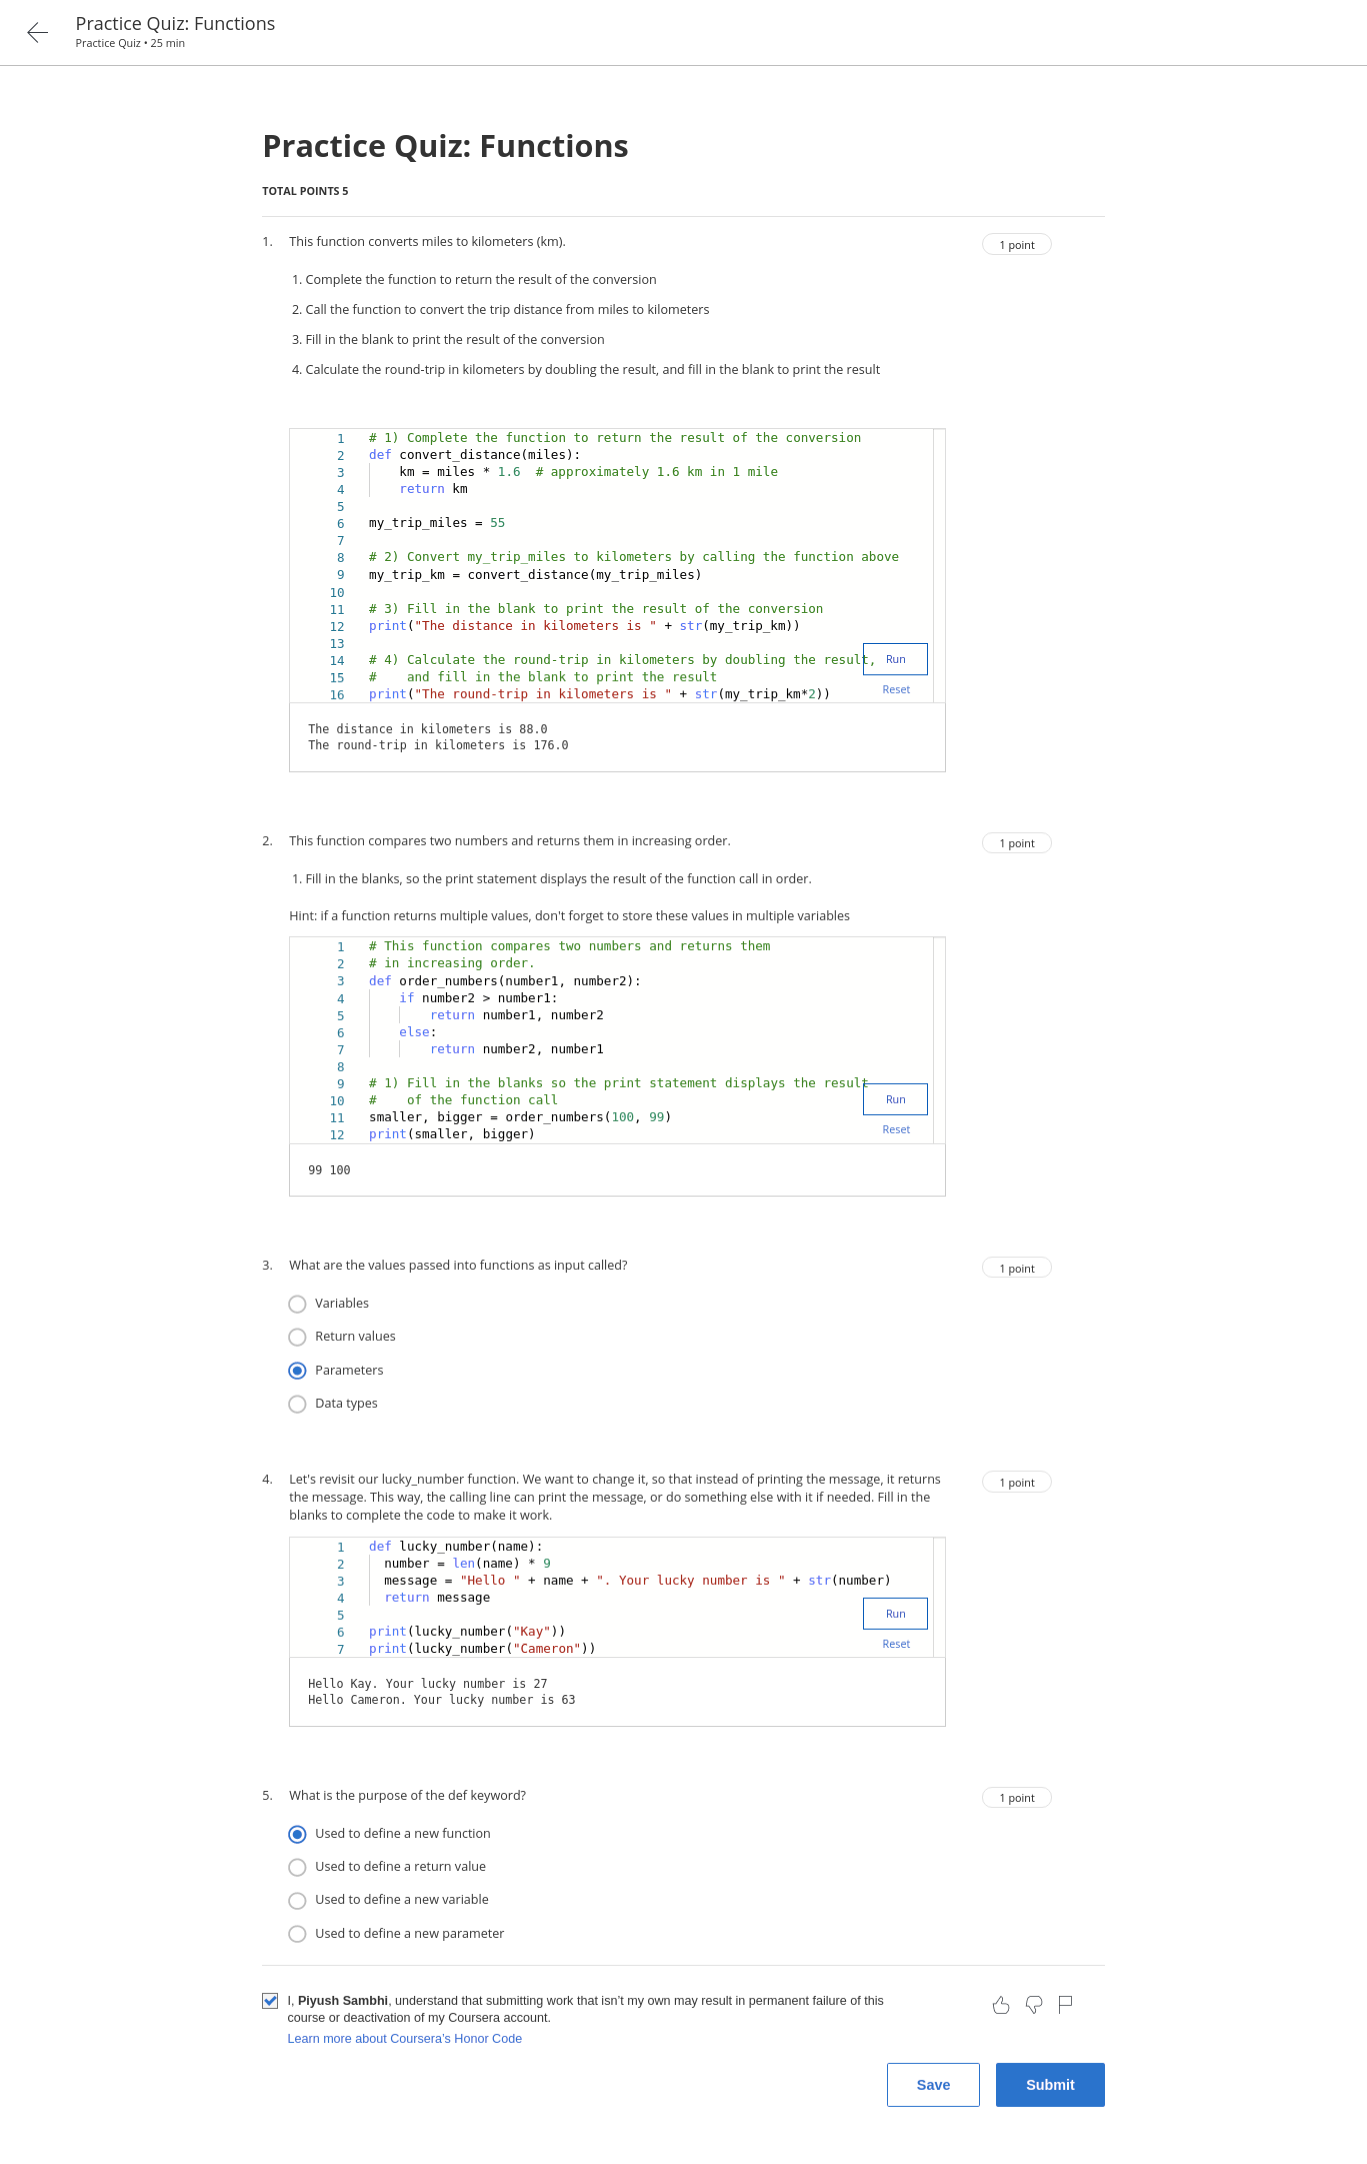 Practice Quiz: Functions
Practice Quiz • 25 min
Practice Quiz: Functions
TOTAL POINTS 5
1. This function converts miles to kilometers (km).
1 point
1. Complete the function to return the result of the conversion
2. Call the function to convert the trip distance from miles to kilometers
3. Fill in the blank to print the result of the conversion
4. Calculate the round-trip in kilometers by doubling the result, and fill in the blank to print the result
1 # 1) Complete the function to return the result of the conversion
2 def convert_distance(miles):
3     km = miles * 1.6  # approximately 1.6 km in 1 mile
4     return km
5
6 my_trip_miles = 55
7
8 # 2) Convert my_trip_miles to kilometers by calling the function above
9 my_trip_km = convert_distance(my_trip_miles)
10
11 # 3) Fill in the blank to print the result of the conversion
12 print("The distance in kilometers is " + str(my_trip_km))
13
14 # 4) Calculate the round-trip in kilometers by doubling the result,
Run
15 #    and fill in the blank to print the result
16 print("The round-trip in kilometers is " + str(my_trip_km*2))
Reset
The distance in kilometers is 88.0
The round-trip in kilometers is 176.0
2. This function compares two numbers and returns them in increasing order.
1 point
1. Fill in the blanks, so the print statement displays the result of the function call in order.
Hint: if a function returns multiple values, don't forget to store these values in multiple variables
1 # This function compares two numbers and returns them
2 # in increasing order.
3 def order_numbers(number1, number2):
4     if number2 > number1:
5         return number1, number2
6     else:
7         return number2, number1
8
9 # 1) Fill in the blanks so the print statement displays the result
10 #    of the function call
Run
11 smaller, bigger = order_numbers(100, 99)
12 print(smaller, bigger)
Reset
99 100
3. What are the values passed into functions as input called?
1 point
Variables
Return values
Parameters
Data types
4. Let's revisit our lucky_number function. We want to change it, so that instead of printing the message, it returns
1 point
the message. This way, the calling line can print the message, or do something else with it if needed. Fill in the
blanks to complete the code to make it work.
1 def lucky_number(name):
2   number = len(name) * 9
3   message = "Hello " + name + ". Your lucky number is " + str(number)
4   return message
5
Run
6 print(lucky_number("Kay"))
7 print(lucky_number("Cameron"))
Reset
Hello Kay. Your lucky number is 27
Hello Cameron. Your lucky number is 63
5. What is the purpose of the def keyword?
1 point
Used to define a new function
Used to define a return value
Used to define a new variable
Used to define a new parameter
I, Piyush Sambhi, understand that submitting work that isn't my own may result in permanent failure of this
course or deactivation of my Coursera account.
Learn more about Coursera's Honor Code
Save
Submit